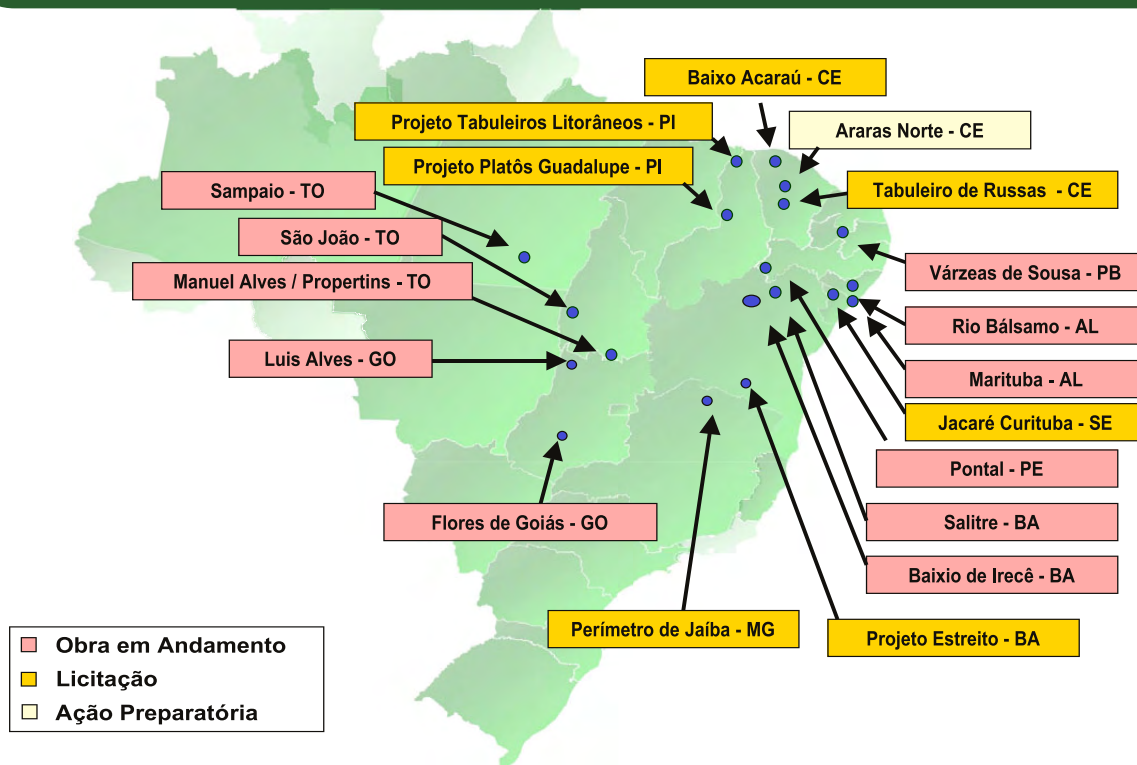 Baixo Acaraú - CE
Projeto Tabuleiros Litorâneos - PI
Araras Norte - CE
Projeto Platôs Guadalupe - PI
Tabuleiro de Russas - CE
Sampaio - TO
São João - TO
Várzeas de Sousa - PB
Manuel Alves / Propertins - TO
Rio Bálsamo - AL
Luis Alves - GO
Marituba - AL
Jacaré Curituba - SE
Pontal - PE
Flores de Goiás - GO
Salitre - BA
Baixio de Irecê - BA
Perímetro de Jaíba - MG
Projeto Estreito - BA
Obra em Andamento
Licitação
Ação Preparatória